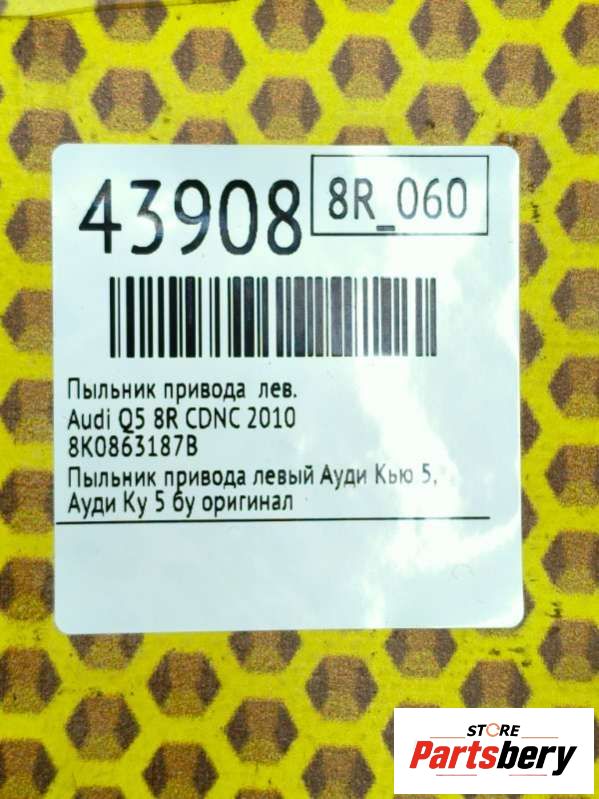 43908
8R_060
Пыльник привода лев.
Audi Q5 8R CDNC 2010
8K0863187B
Пыльник привода левый Ауди Кью 5,
Ауди Ку 5 бу оригинал
STORE
Partsbery